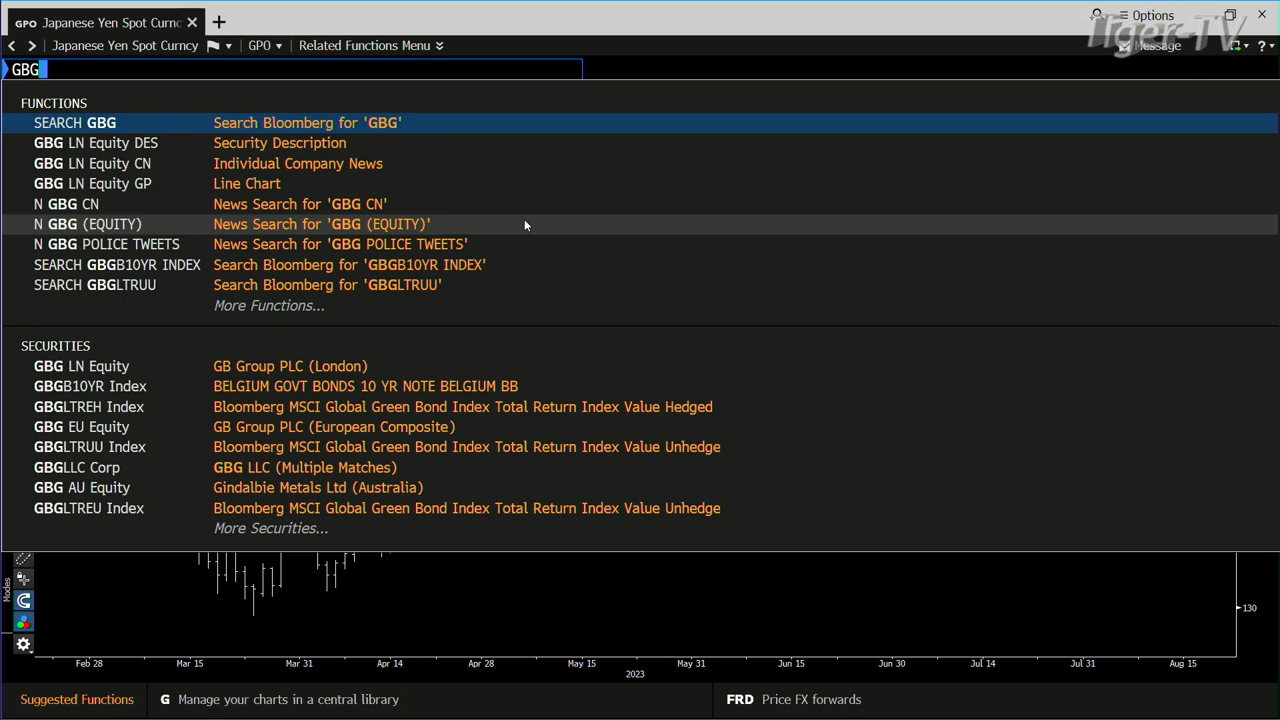 GPO Japanese Yen Spot Curnc
Options
Japanese Yen Spot Curncy GPO Related Functions Menu Message ?
Tiger-TV
GBG
FUNCTIONS
SEARCH GBG Search Bloomberg for 'GBG'
GBG LN Equity DES Security Description
GBG LN Equity CN Individual Company News
GBG LN Equity GP Line Chart
N GBG CN News Search for 'GBG CN'
N GBG (EQUITY) News Search for 'GBG (EQUITY)'
N GBG POLICE TWEETS News Search for 'GBG POLICE TWEETS'
SEARCH GBGB10YR INDEX Search Bloomberg for 'GBGB10YR INDEX'
SEARCH GBGLTRUU Search Bloomberg for 'GBGLTRUU'
More Functions...
SECURITIES
GBG LN Equity GB Group PLC (London)
GBGB10YR Index BELGIUM GOVT BONDS 10 YR NOTE BELGIUM BB
GBGLTREH Index Bloomberg MSCI Global Green Bond Index Total Return Index Value Hedged
GBG EU Equity GB Group PLC (European Composite)
GBGLTRUU Index Bloomberg MSCI Global Green Bond Index Total Return Index Value Unhedge
GBGLLC Corp GBG LLC (Multiple Matches)
GBG AU Equity Gindalbie Metals Ltd (Australia)
GBGLTREU Index Bloomberg MSCI Global Green Bond Index Total Return Index Value Unhedge
More Securities...
Modes
130
Feb 28 Mar 15 Mar 31 Apr 14 Apr 28 May 15 May 31 Jun 15 Jun 30 Jul 14 Jul 31 Aug 15
2023
Suggested Functions G Manage your charts in a central library FRD Price FX forwards